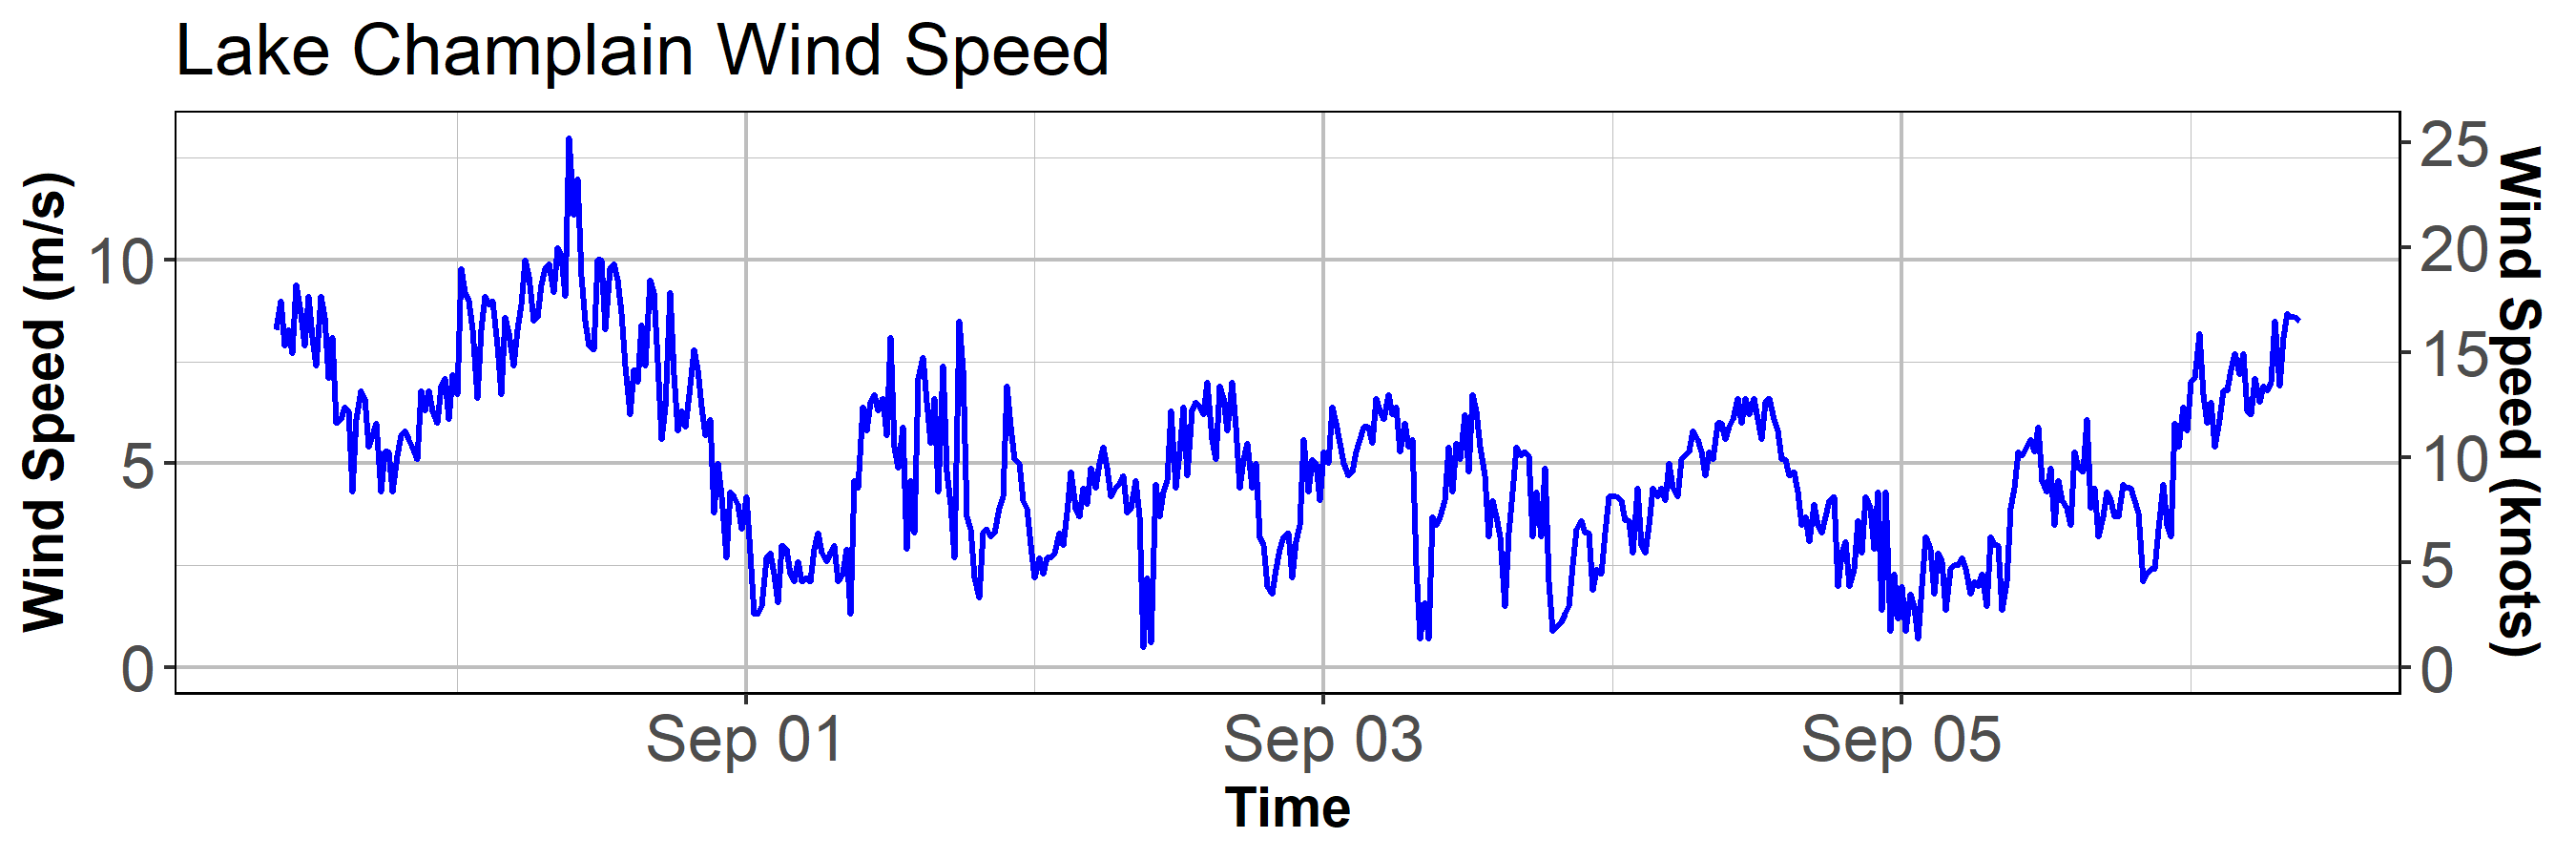 Lake Champlain Wind Speed
Wind Speed (m/s)
10
5
0
25
20
15
10
5
0
Wind Speed (knots)
Sep 01
Sep 03
Sep 05
Time